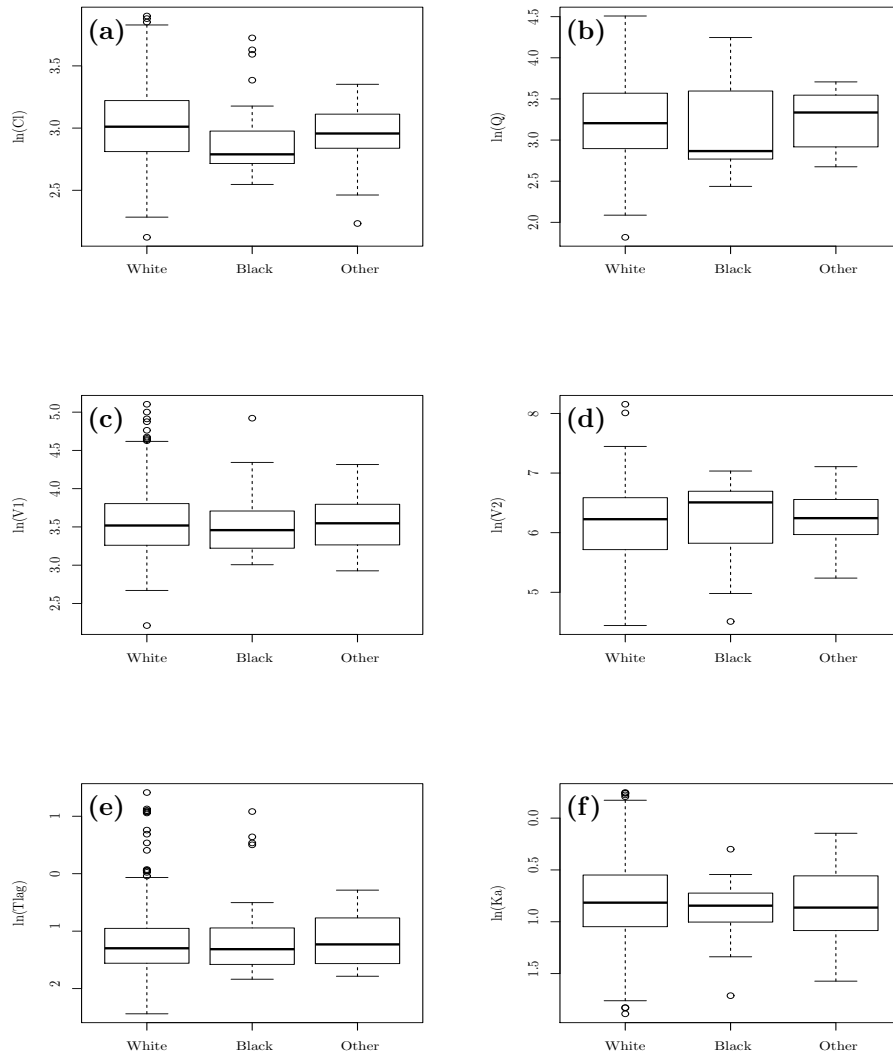 (a)
ln(Cl)
3.5
3.0
2.5
White Black Other
(b)
ln(Q)
4.5
4.0
3.5
3.0
2.5
2.0
White Black Other
(c)
ln(V1)
5.0
4.5
4.0
3.5
3.0
2.5
White Black Other
(d)
ln(V2)
8
7
6
5
White Black Other
(e)
ln(Tlag)
1
0
1
2
White Black Other
(f)
ln(Ka)
0.0
0.5
1.0
1.5
White Black Other